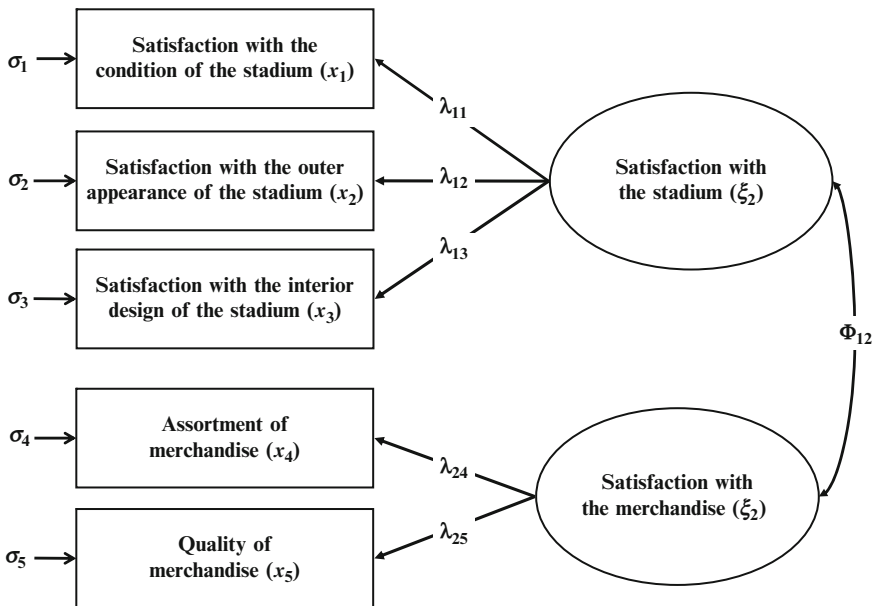 σ1
Satisfaction with the
condition of the stadium (x1)
λ11
σ2
Satisfaction with the outer
appearance of the stadium (x2)
λ12
Satisfaction with
the stadium (ξ2)
λ13
σ3
Satisfaction with the interior
design of the stadium (x3)
Φ12
σ4
Assortment of
merchandise (x4)
λ24
Satisfaction with
the merchandise (ξ2)
λ25
σ5
Quality of
merchandise (x5)